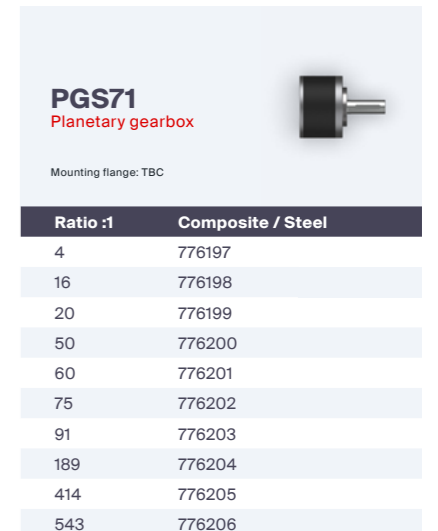 PGS71
Planetary gearbox
Mounting flange: TBC
Ratio :1 Composite / Steel
4 776197
16 776198
20 776199
50 776200
60 776201
75 776202
91 776203
189 776204
414 776205
543 776206